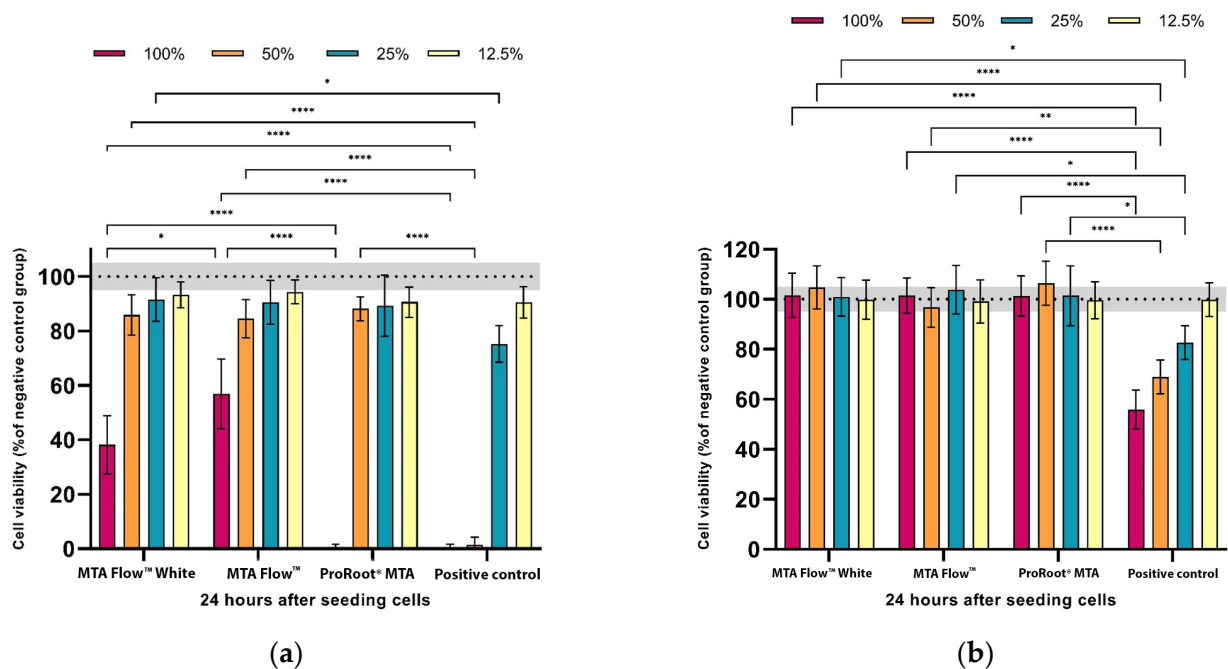 100% 50% 25% 12.5%
*
****
****
****
****
****
* **** ****
Cell viability (%of negative control group)
100
80
60
40
20
0
MTA Flow™ White MTA Flow™ ProRoot® MTA Positive control
24 hours after seeding cells
(a)
100% 50% 25% 12.5%
*
****
****
**
****
*
****
*
****
Cell viability (%of negative control group)
120
100
80
60
40
20
0
MTA Flow™ White MTA Flow™ ProRoot® MTA Positive control
24 hours after seeding cells
(b)